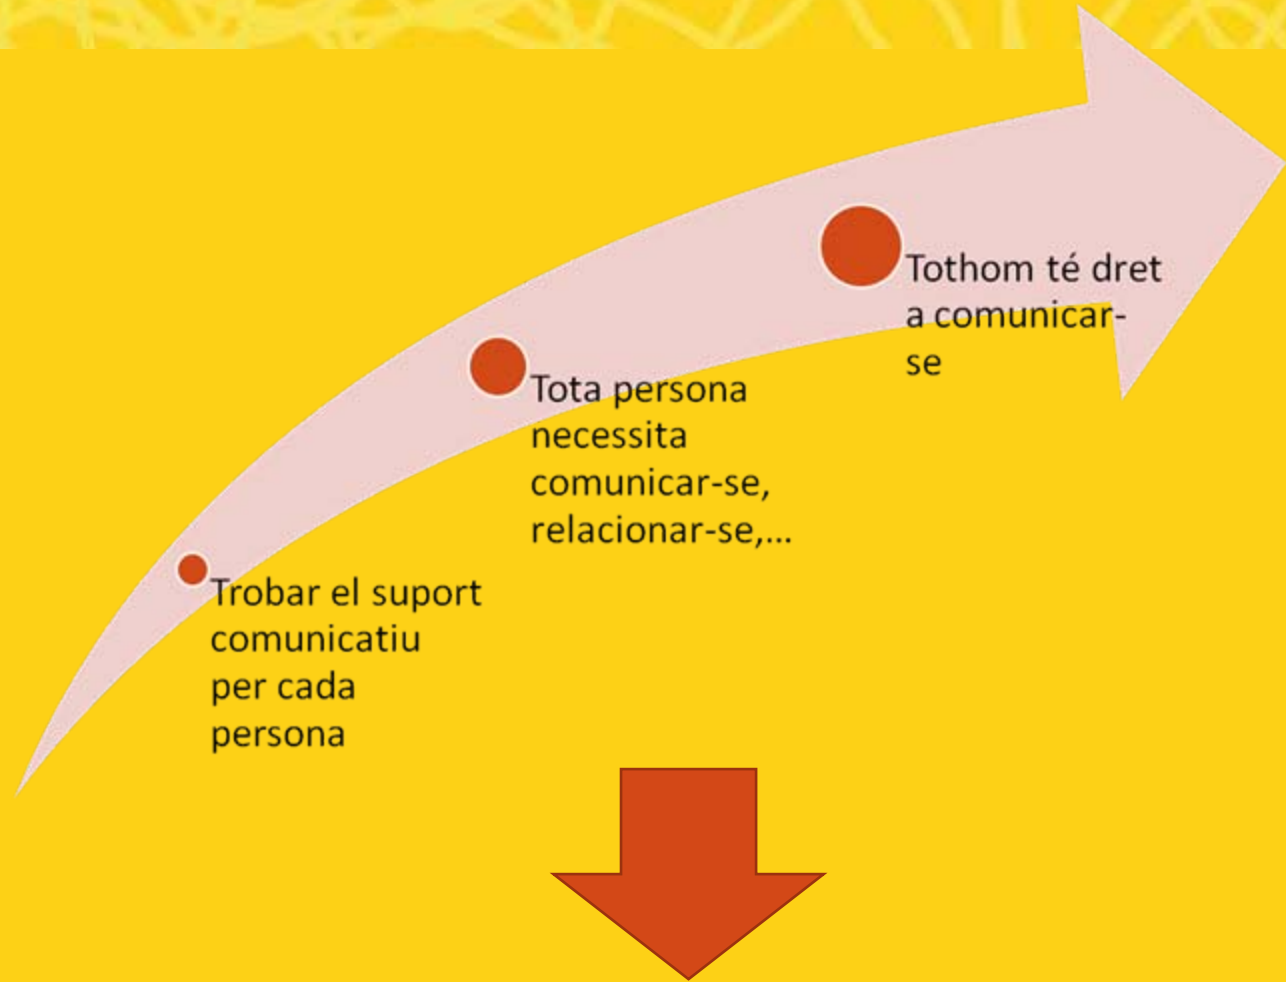 Tothom té dret
a comunicar-
se
Tota persona
necessita
comunicar-se,
relacionar-se,...
Trobar el suport
comunicatiu
per cada
persona